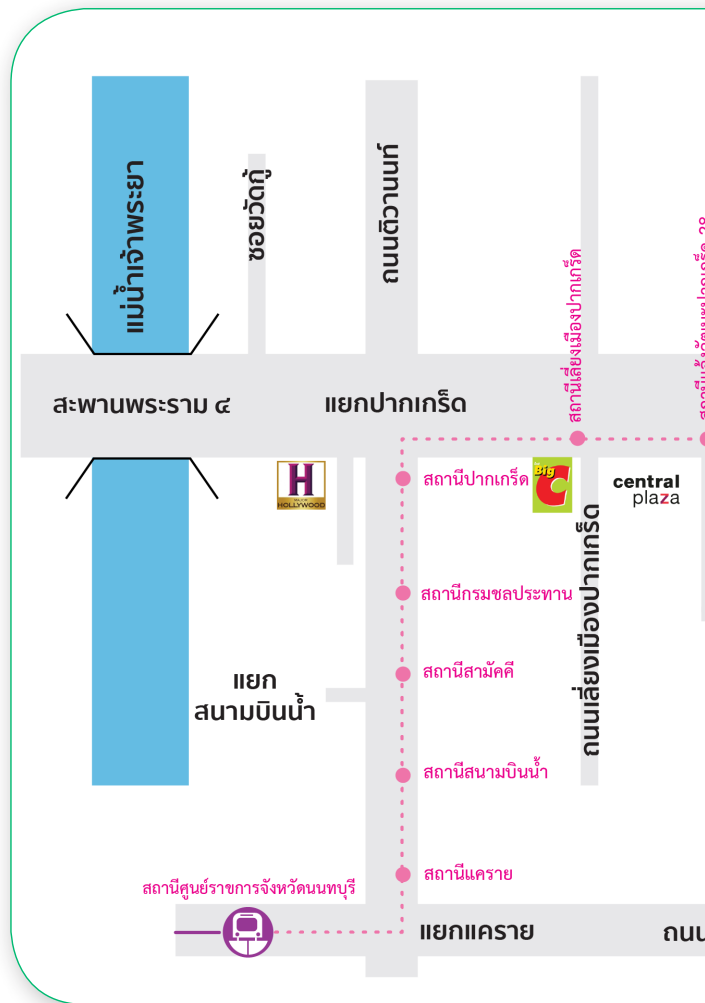 แม่น้ำเจ้าพระยา
ซอยวัดกู้
ถนนติวานนท์
สถานีเลี่ยงเมืองปากเกร็ด
สะพานพระราม ๔
แยกปากเกร็ด
H
HOLLYWOOD
สถานีปากเกร็ด
Big C
central
plaza
ถนนเลี่ยงเมืองปากเกร็ด
สถานีกรมชลประทาน
สถานีสามัคคี
แยก
สนามบินน้ำ
สถานีสนามบินน้ำ
สถานีแคราย
สถานีศูนย์ราชการจังหวัดนนทบุรี
แยกแคราย
ถนน